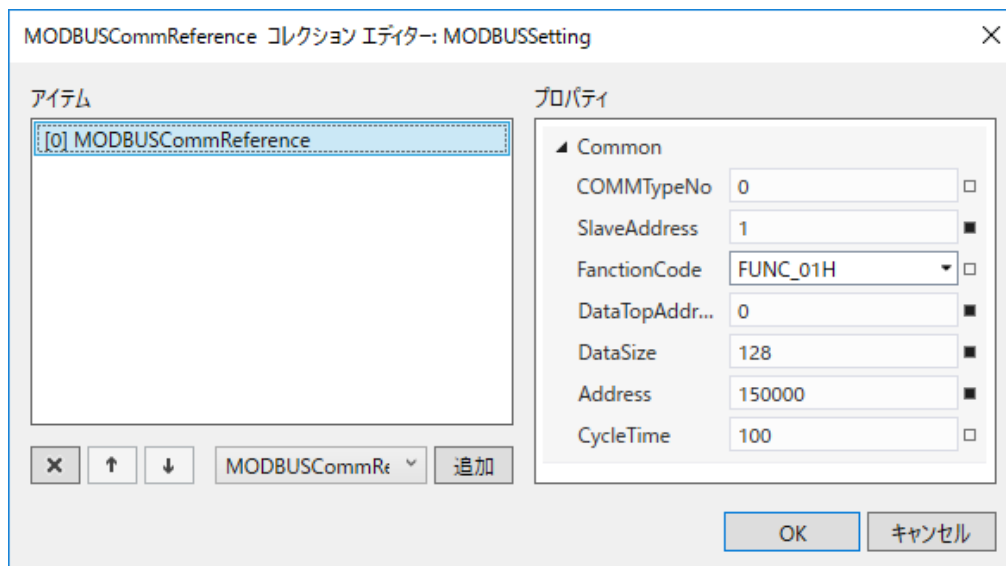 MODBUSCommReference コレクション エディター: MODBUSSetting
アイテム
[0] MODBUSCommReference
MODBUSCommRe
追加
プロパティ
Common
COMMTypeNo 0
SlaveAddress 1
FanctionCode FUNC_01H
DataTopAddr... 0
DataSize 128
Address 150000
CycleTime 100
OK
キャンセル